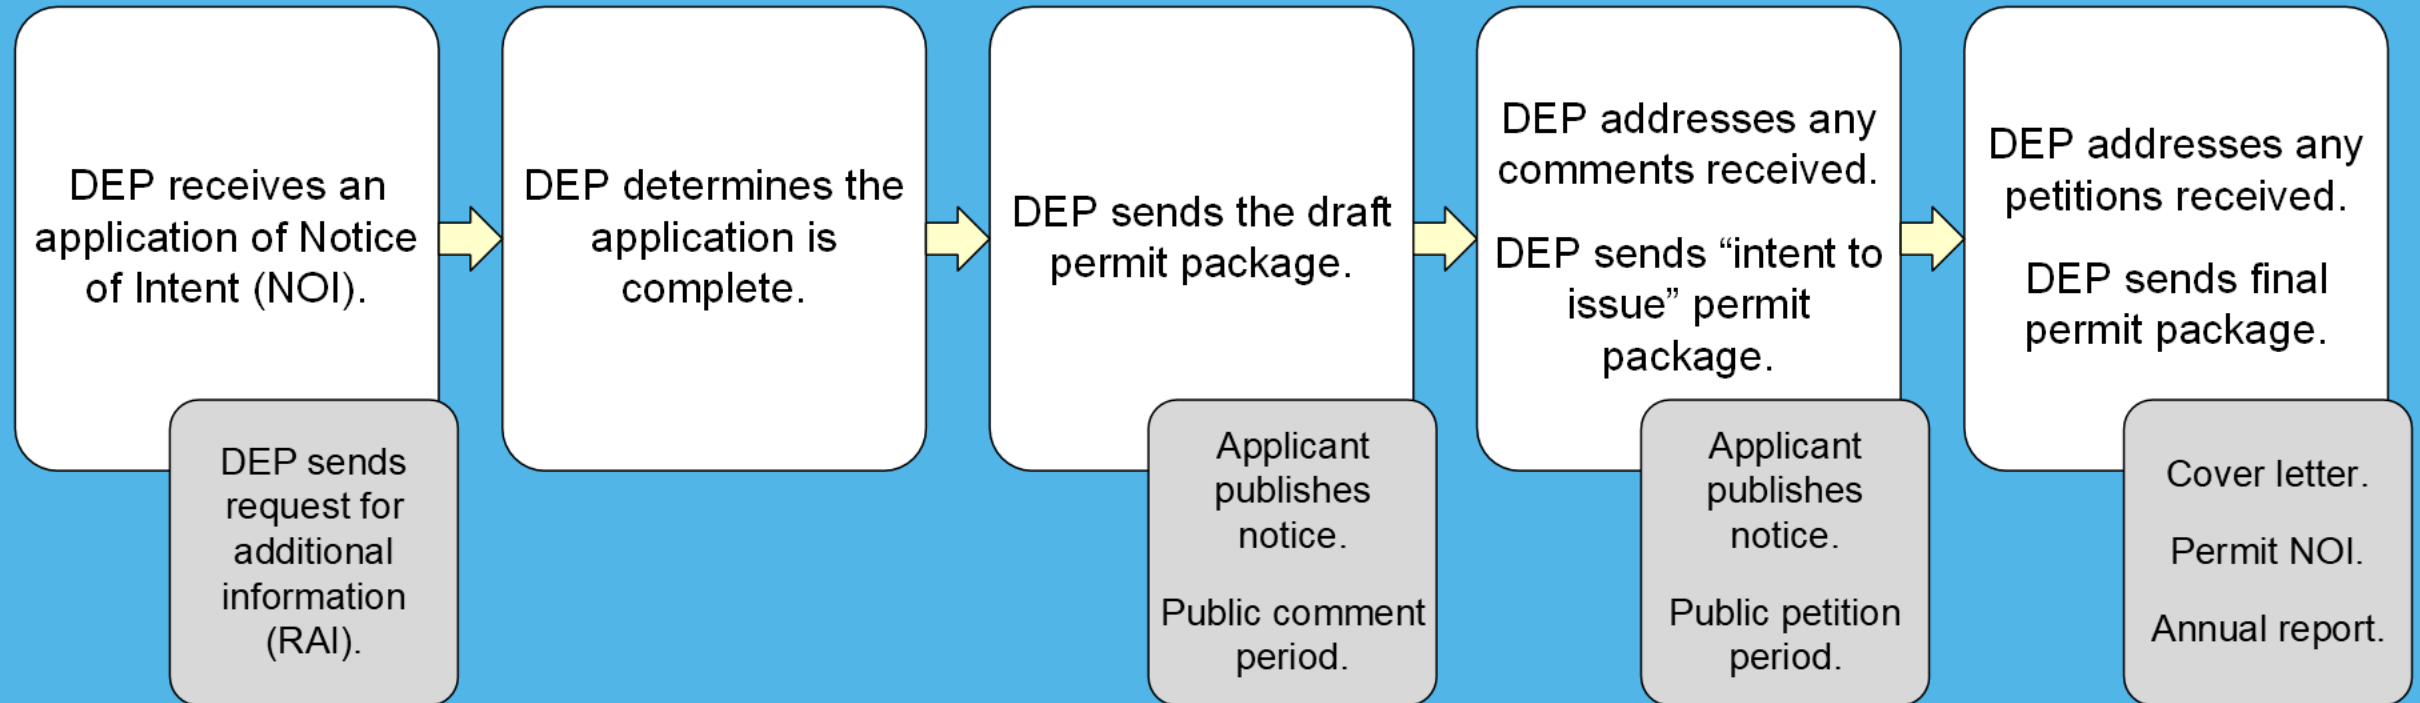 DEP receives an
application of Notice
of Intent (NOI).
DEP sends
request for
additional
information
(RAI).
DEP determines the
application is
complete.
DEP sends the draft
permit package.
Applicant
publishes
notice.
Public comment
period.
DEP addresses any
comments received.
DEP sends “intent to
issue” permit
package.
Applicant
publishes
notice.
Public petition
period.
DEP addresses any
petitions received.
DEP sends final
permit package.
Cover letter.
Permit NOI.
Annual report.